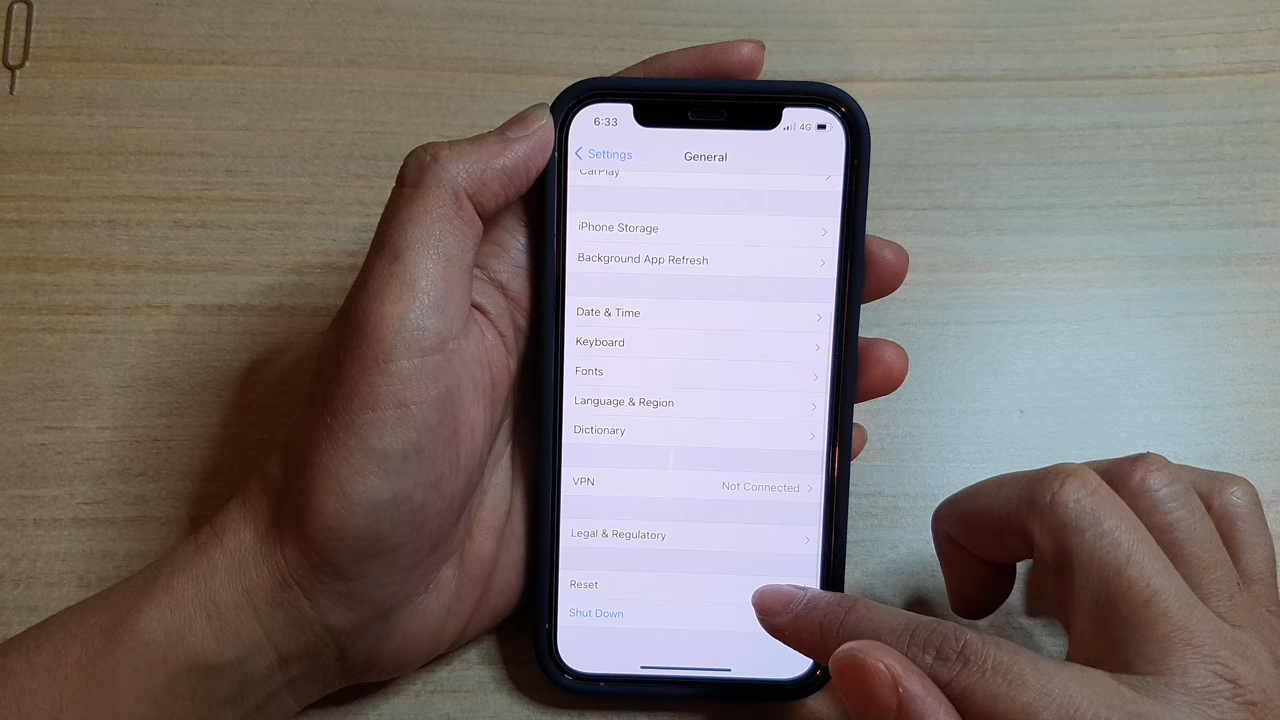 6:33
4G
Settings
General
CarPlay
iPhone Storage
Background App Refresh
Date & Time
Keyboard
Fonts
Language & Region
Dictionary
VPN
Not Connected
Legal & Regulatory
Reset
Shut Down